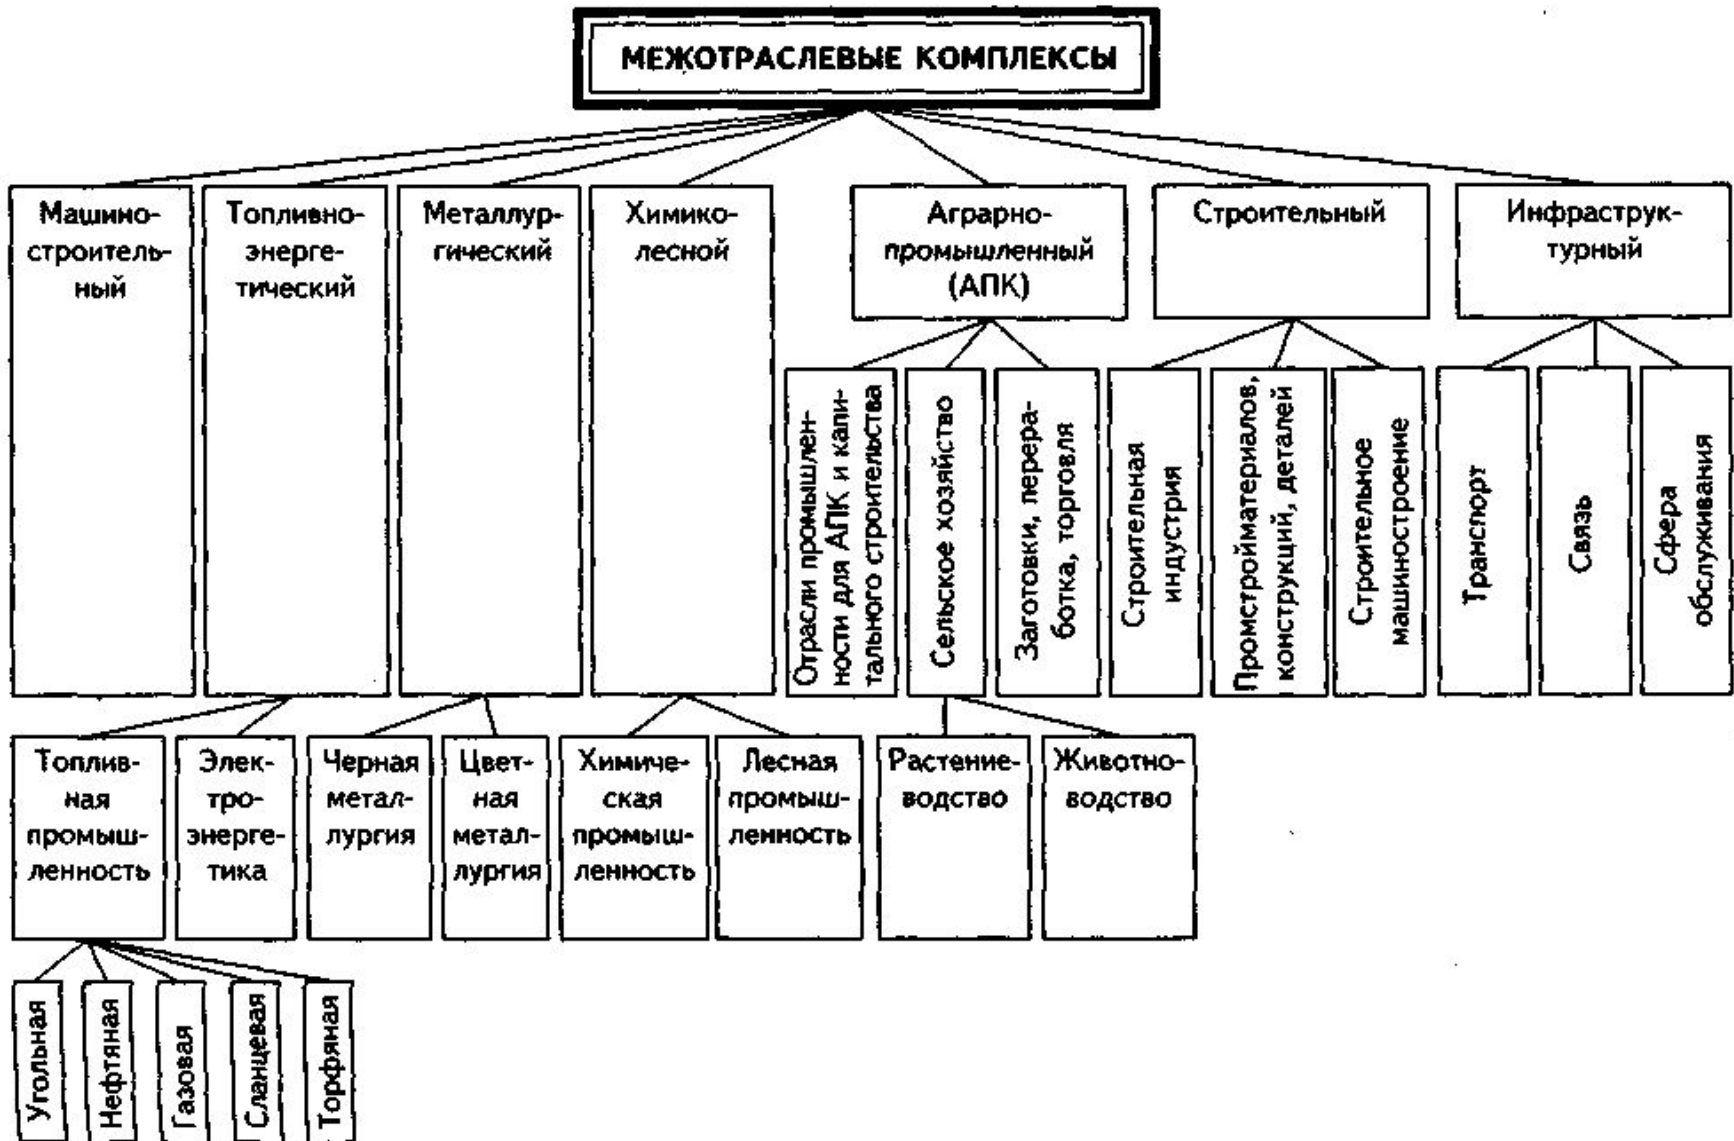 МЕЖОТРАСЛЕВЫЕ КОМПЛЕКСЫ
Машино-
строитель-
ный
Топливно-
энерге-
тический
Металлур-
гический
Химико-
лесной
Аграрно-
промышленный
(АПК)
Строительный
Инфраструк-
турный
Отрасли промышлен-
ности для АПК и капи-
тального строительства
Сельское хозяйство
Заготовки, перера-
ботка, торговля
Строительная
индустрия
Промстройматериалов,
конструкций, деталей
Строительное
машиностроение
Транспорт
Связь
Сфера
обслуживания
Топлив-
ная
промыш-
ленность
Элек-
тро-
энерге-
тика
Черная
метал-
лургия
Цвет-
ная
метал-
лургия
Химиче-
ская
промыш-
ленность
Лесная
промыш-
ленность
Растение-
водство
Животно-
водство
Угольная
Нефтяная
Газовая
Сланцевая
Торфяная